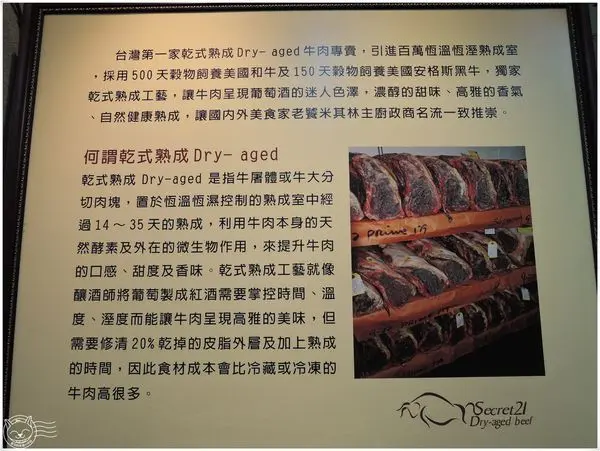 台灣第一家乾式熟成Dry- aged牛肉專賣，引進百萬恆溫恆溼熟成室
，採用500天穀物飼養美國和牛及150天穀物飼養美國安格斯黑牛，獨家
乾式熟成工藝，讓牛肉呈現葡萄酒的迷人色澤，濃醇的甜味、高雅的香氣
、自然健康熟成，讓國內外美食家老饕米其林主廚政商名流一致推崇。
何謂乾式熟成Dry- aged
乾式熟成 Dry-aged 是指牛屠體或牛大分
切肉塊，置於恆溫恆濕控制的熟成室中經
過14～35天的熟成，利用牛肉本身的天
然酵素及外在的微生物作用，來提升牛肉
的口感、甜度及香味。乾式熟成工藝就像
釀酒師將葡萄製成紅酒需要掌控時間、溫
度、溼度而能讓牛肉呈現高雅的美味，但
需要修清20%乾掉的皮脂外層及加上熟成
的時間，因此食材成本會比冷藏或冷凍的
牛肉高很多。
PRIME 179
Secret21
Dry-aged beef